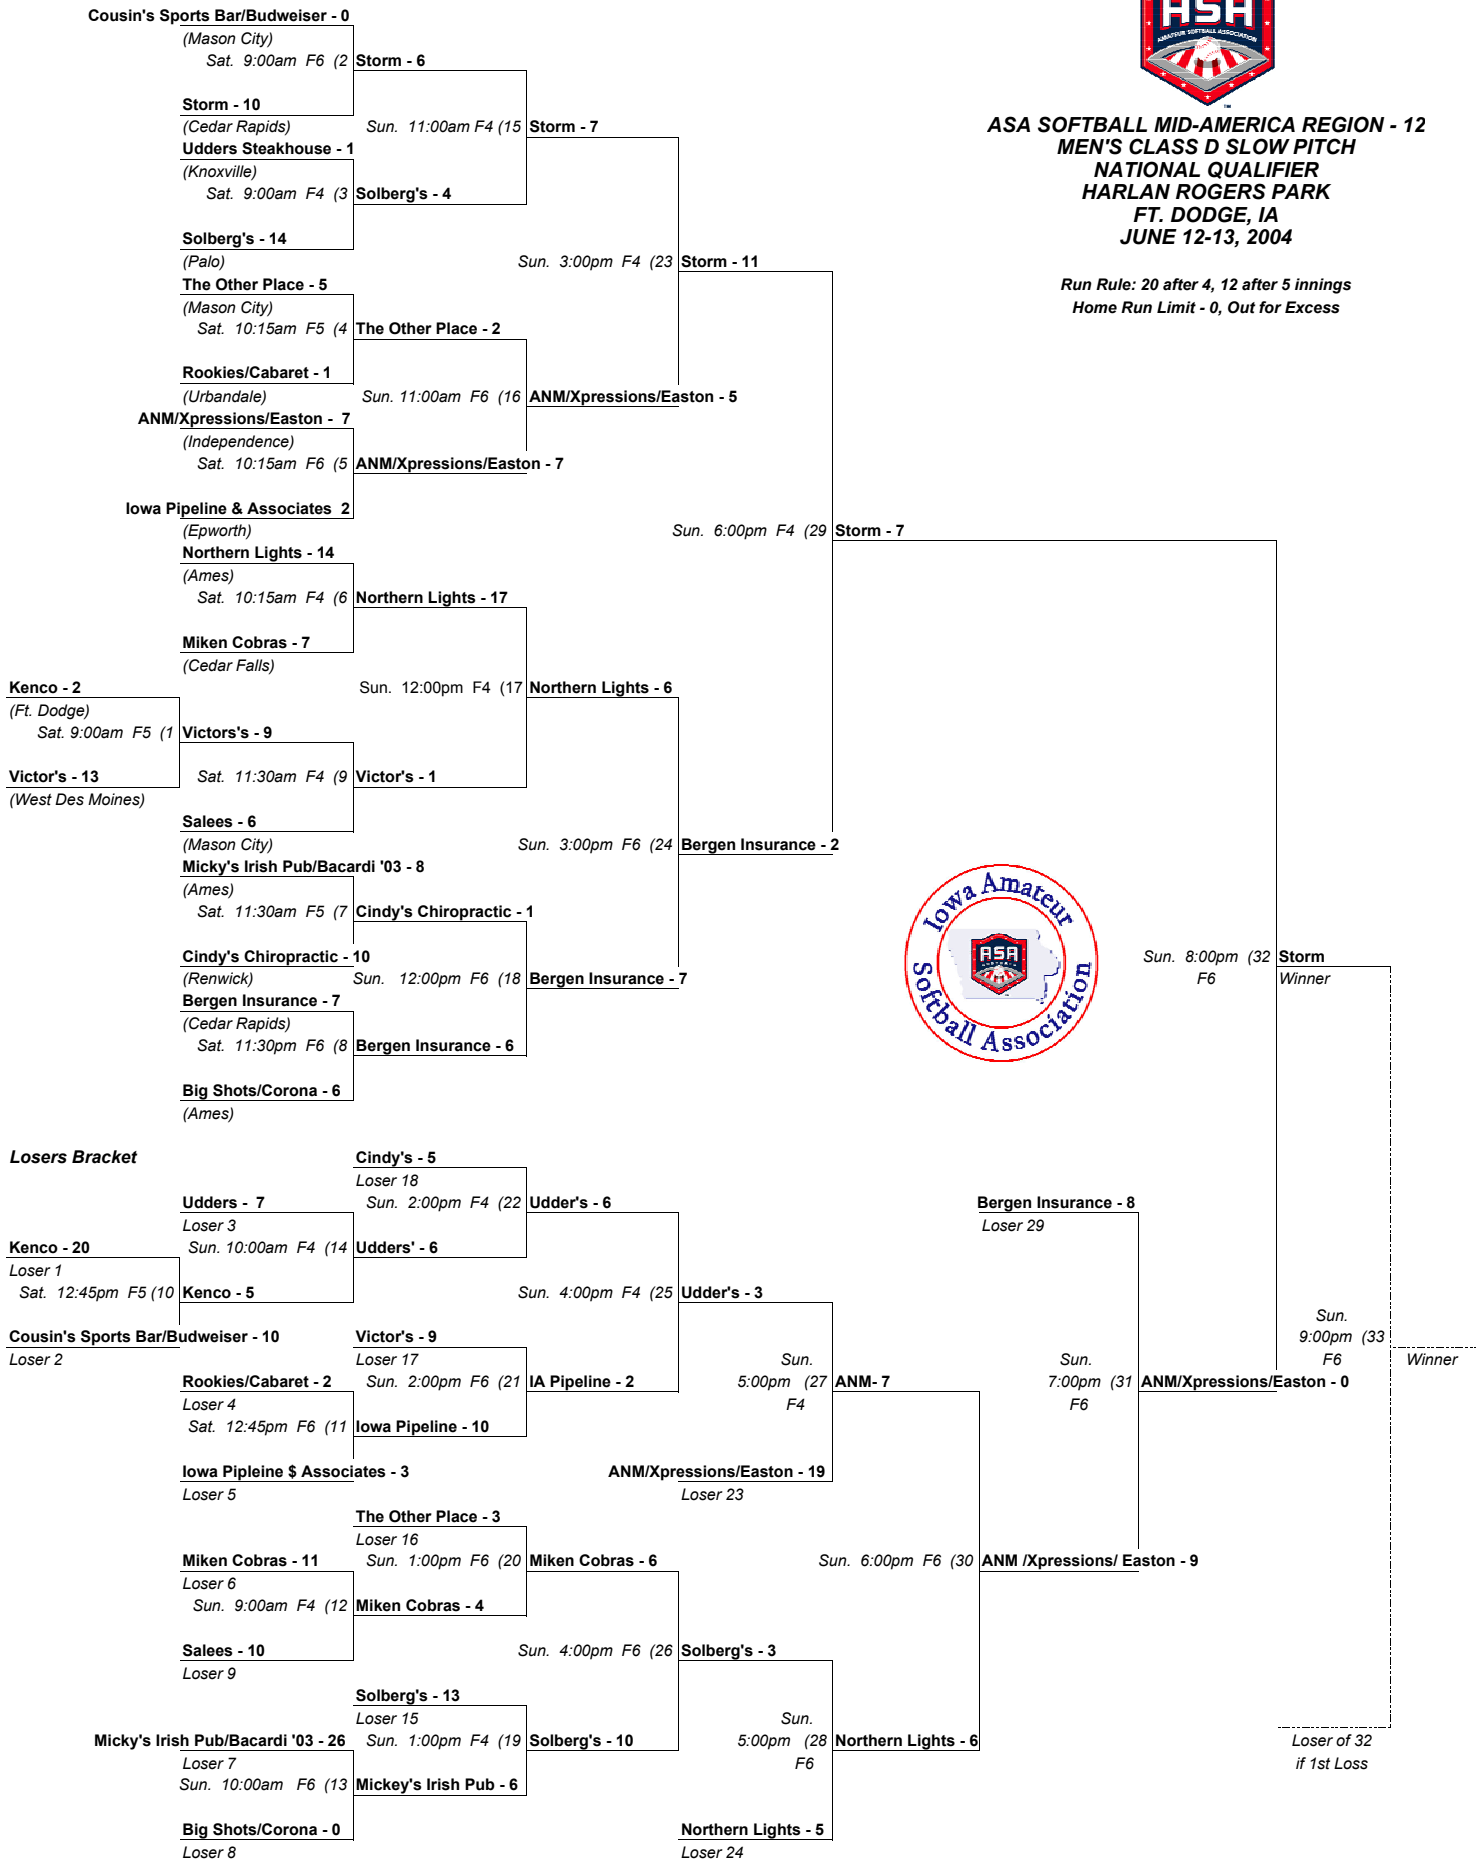 ASA
AMATEUR SOFTBALL ASSOCIATION
TM
ASA SOFTBALL MID-AMERICA REGION - 12
MEN'S CLASS D SLOW PITCH
NATIONAL QUALIFIER
HARLAN ROGERS PARK
FT. DODGE, IA
JUNE 12-13, 2004
Run Rule: 20 after 4, 12 after 5 innings
Home Run Limit - 0, Out for Excess
Cousin's Sports Bar/Budweiser - 0
(Mason City)
Sat. 9:00am F6 (2 Storm - 6
Storm - 10
(Cedar Rapids) Sun. 11:00am F4 (15 Storm - 7
Udders Steakhouse - 1
(Knoxville)
Sat. 9:00am F4 (3 Solberg's - 4
Solberg's - 14
(Palo) Sun. 3:00pm F4 (23 Storm - 11
The Other Place - 5
(Mason City)
Sat. 10:15am F5 (4 The Other Place - 2
Rookies/Cabaret - 1
(Urbandale) Sun. 11:00am F6 (16 ANM/Xpressions/Easton - 5
ANM/Xpressions/Easton - 7
(Independence)
Sat. 10:15am F6 (5 ANM/Xpressions/Easton - 7
Iowa Pipeline & Associates 2
(Epworth) Sun. 6:00pm F4 (29 Storm - 7
Northern Lights - 14
(Ames)
Sat. 10:15am F4 (6 Northern Lights - 17
Miken Cobras - 7
(Cedar Falls)
Kenco - 2 Sun. 12:00pm F4 (17 Northern Lights - 6
(Ft. Dodge)
Sat. 9:00am F5 (1 Victors's - 9
Victor's - 13 Sat. 11:30am F4 (9 Victor's - 1
(West Des Moines)
Salees - 6
(Mason City) Sun. 3:00pm F6 (24 Bergen Insurance - 2
Micky's Irish Pub/Bacardi '03 - 8
(Ames)
Sat. 11:30am F5 (7 Cindy's Chiropractic - 1
Iowa Amateur
ASA
Softball Association
Cindy's Chiropractic - 10 Sun. 8:00pm (32 Storm
(Renwick) Sun. 12:00pm F6 (18 Bergen Insurance - 7 F6 Winner
Bergen Insurance - 7
(Cedar Rapids)
Sat. 11:30pm F6 (8 Bergen Insurance - 6
Big Shots/Corona - 6
(Ames)
Losers Bracket Cindy's - 5
Loser 18
Udders - 7 Sun. 2:00pm F4 (22 Udder's - 6 Bergen Insurance - 8
Loser 3 Loser 29
Kenco - 20 Sun. 10:00am F4 (14 Udders' - 6
Loser 1
Sat. 12:45pm F5 (10 Kenco - 5 Sun. 4:00pm F4 (25 Udder's - 3
Sun.
Cousin's Sports Bar/Budweiser - 10 Victor's - 9 9:00pm (33
Loser 2 Loser 17 Sun. Sun. F6 Winner
Rookies/Cabaret - 2 Sun. 2:00pm F6 (21 IA Pipeline - 2 5:00pm (27 ANM- 7 7:00pm (31 ANM/Xpressions/Easton - 0
Loser 4 F4 F6
Sat. 12:45pm F6 (11 Iowa Pipeline - 10
Iowa Pipleine $ Associates - 3 ANM/Xpressions/Easton - 19
Loser 5 Loser 23
The Other Place - 3
Loser 16
Miken Cobras - 11 Sun. 1:00pm F6 (20 Miken Cobras - 6 Sun. 6:00pm F6 (30 ANM /Xpressions/ Easton - 9
Loser 6
Sun. 9:00am F4 (12 Miken Cobras - 4
Salees - 10 Sun. 4:00pm F6 (26 Solberg's - 3
Loser 9
Solberg's - 13
Loser 15 Sun.
Micky's Irish Pub/Bacardi '03 - 26 Sun. 1:00pm F4 (19 Solberg's - 10 5:00pm (28 Northern Lights - 6 Loser of 32
Loser 7 F6 if 1st Loss
Sun. 10:00am F6 (13 Mickey's Irish Pub - 6
Big Shots/Corona - 0 Northern Lights - 5
Loser 8 Loser 24